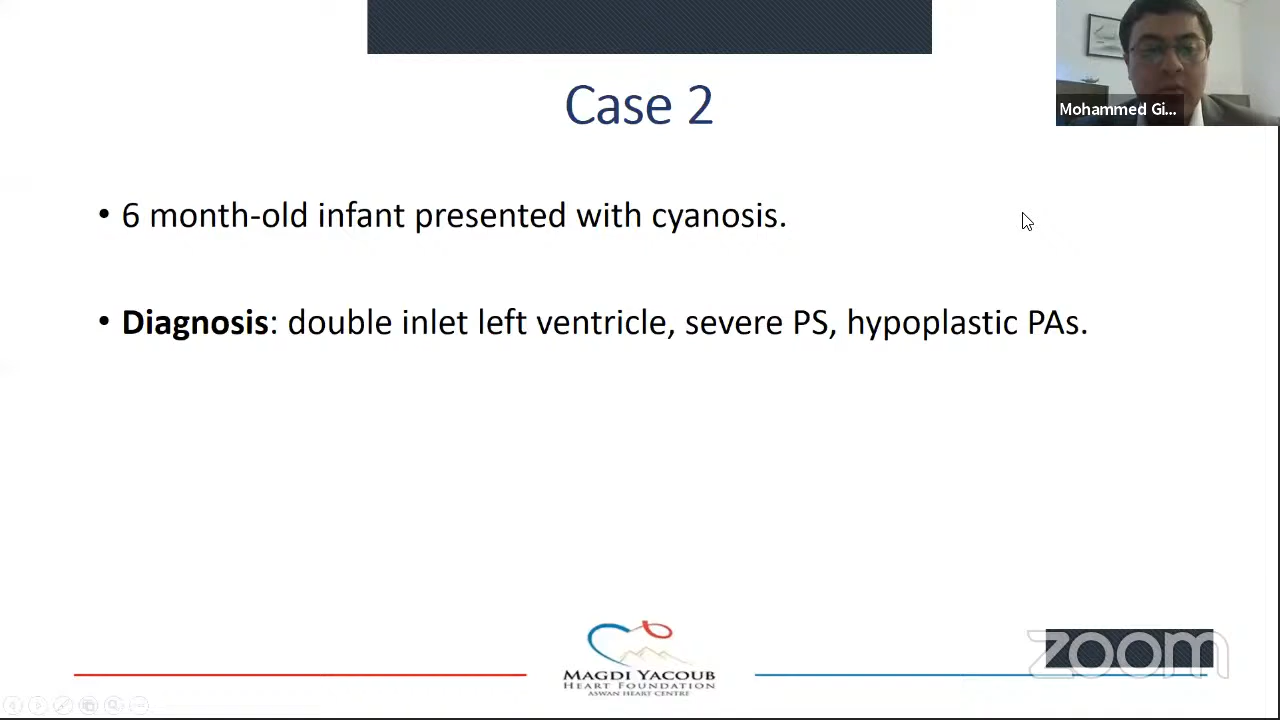 Case 2
Mohammed Gi...
• 6 month-old infant presented with cyanosis.
• Diagnosis: double inlet left ventricle, severe PS, hypoplastic PAs.
MAGDI YACOUB
HEART FOUNDATION
ASWAN HEART CENTRE
zoom